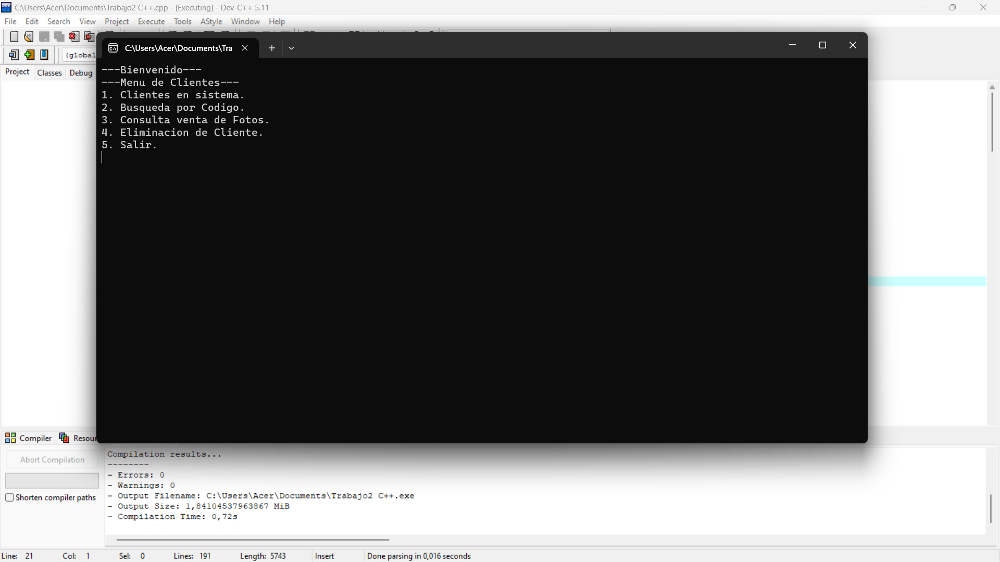 C:\Users\Acer\Documents\Trabajo2 C++.cpp - [Executing] - Dev-C++ 5.11
File Edit Search View Project Execute Tools AStyle Window Help
C:\Users\Acer\Documents\Tra
(global
Project Classes Debug
---Bienvenido---
---Menu de Clientes---
1. Clientes en sistema.
2. Busqueda por Codigo.
3. Consulta venta de Fotos.
4. Eliminacion de Cliente.
5. Salir.
Compiler Resour
Abort Compilation
Shorten compiler paths
Compilation results...
--------
- Errors: 0
- Warnings: 0
- Output Filename: C:\Users\Acer\Documents\Trabajo2 C++.exe
- Output Size: 1,84104537963867 MiB
- Compilation Time: 0,72s
Line: 21 Col: 1 Sel: 0 Lines: 191 Length: 5743 Insert Done parsing in 0,016 seconds